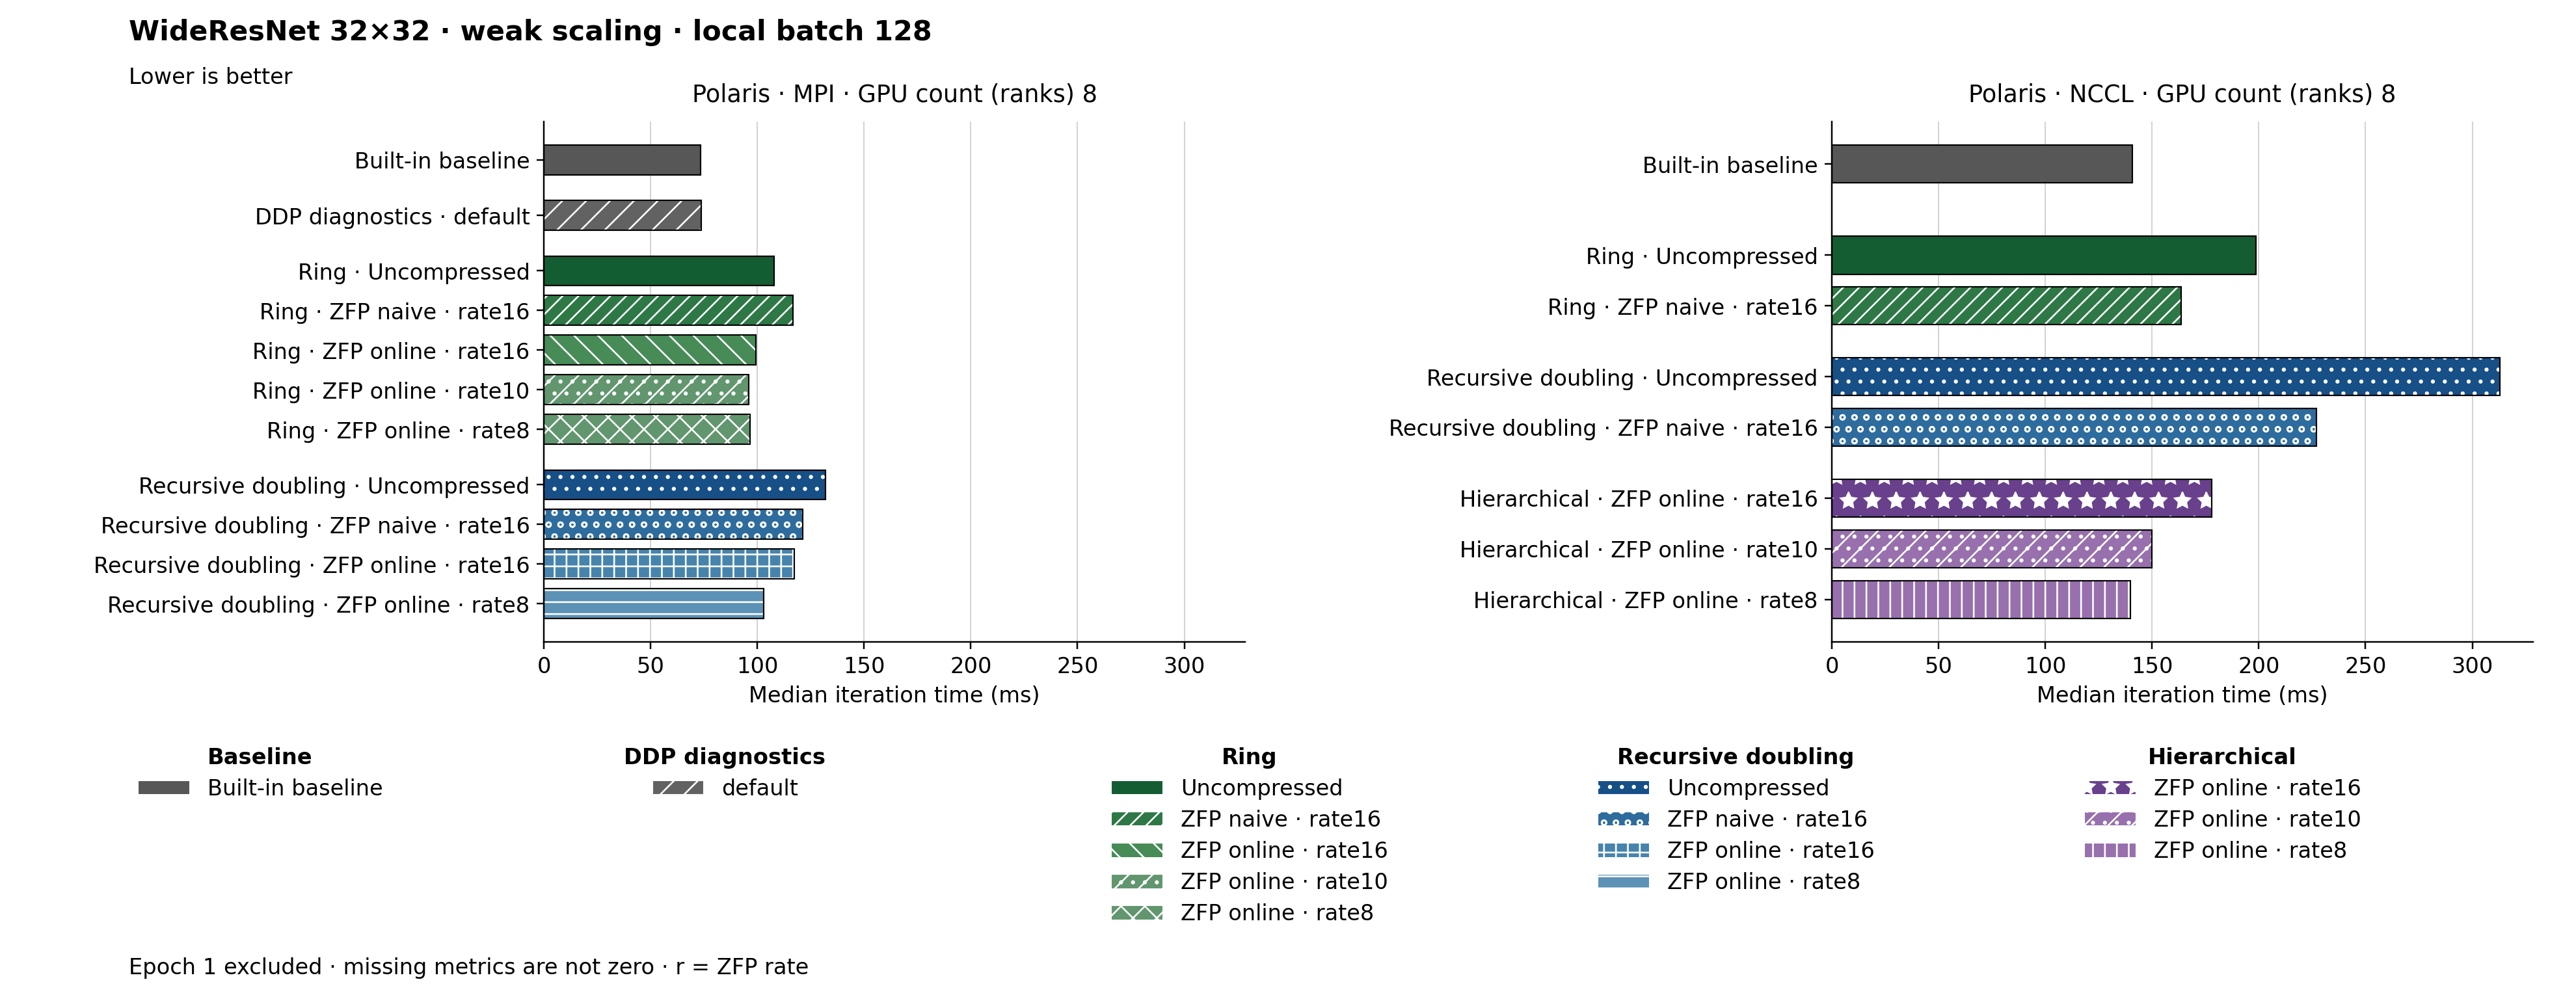 WideResNet 32×32 · weak scaling · local batch 128
Lower is better
Polaris · MPI · GPU count (ranks) 8
Built-in baseline
DDP diagnostics · default
Ring · Uncompressed
Ring · ZFP naive · rate16
Ring · ZFP online · rate16
Ring · ZFP online · rate10
Ring · ZFP online · rate8
Recursive doubling · Uncompressed
Recursive doubling · ZFP naive · rate16
Recursive doubling · ZFP online · rate16
Recursive doubling · ZFP online · rate8
0 50 100 150 200 250 300
Median iteration time (ms)
Polaris · NCCL · GPU count (ranks) 8
Built-in baseline
Ring · Uncompressed
Ring · ZFP naive · rate16
Recursive doubling · Uncompressed
Recursive doubling · ZFP naive · rate16
Hierarchical · ZFP online · rate16
Hierarchical · ZFP online · rate10
Hierarchical · ZFP online · rate8
0 50 100 150 200 250 300
Median iteration time (ms)
Baseline
Built-in baseline
DDP diagnostics
default
Ring
Uncompressed
ZFP naive · rate16
ZFP online · rate16
ZFP online · rate10
ZFP online · rate8
Recursive doubling
Uncompressed
ZFP naive · rate16
ZFP online · rate16
ZFP online · rate8
Hierarchical
ZFP online · rate16
ZFP online · rate10
ZFP online · rate8
Epoch 1 excluded · missing metrics are not zero · r = ZFP rate